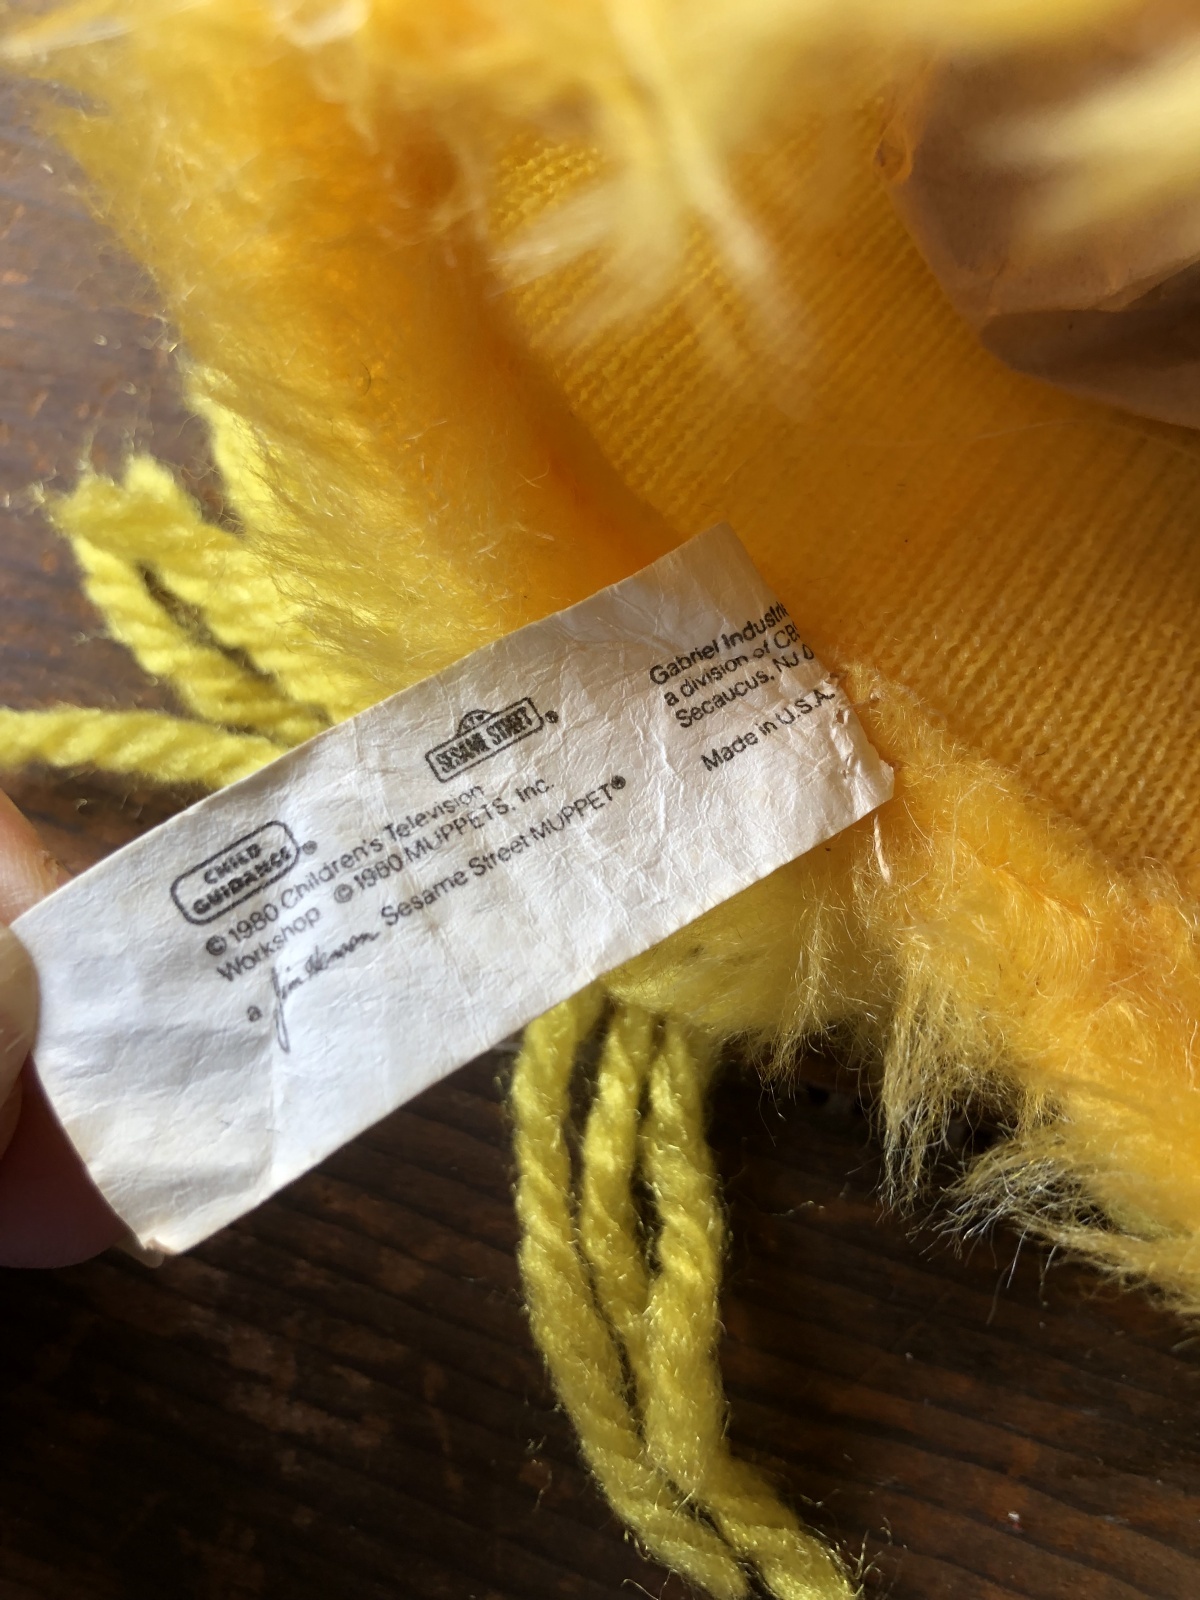 CHILD
GUIDANCE®
©1980 Children's Television
Workshop ©1980 MUPPETS, Inc.
a Jim Henson Sesame Street MUPPET®
SESAME STREET®
Gabriel Industri
a division of CB
Secaucus, NJ 0
Made in U.S.A.